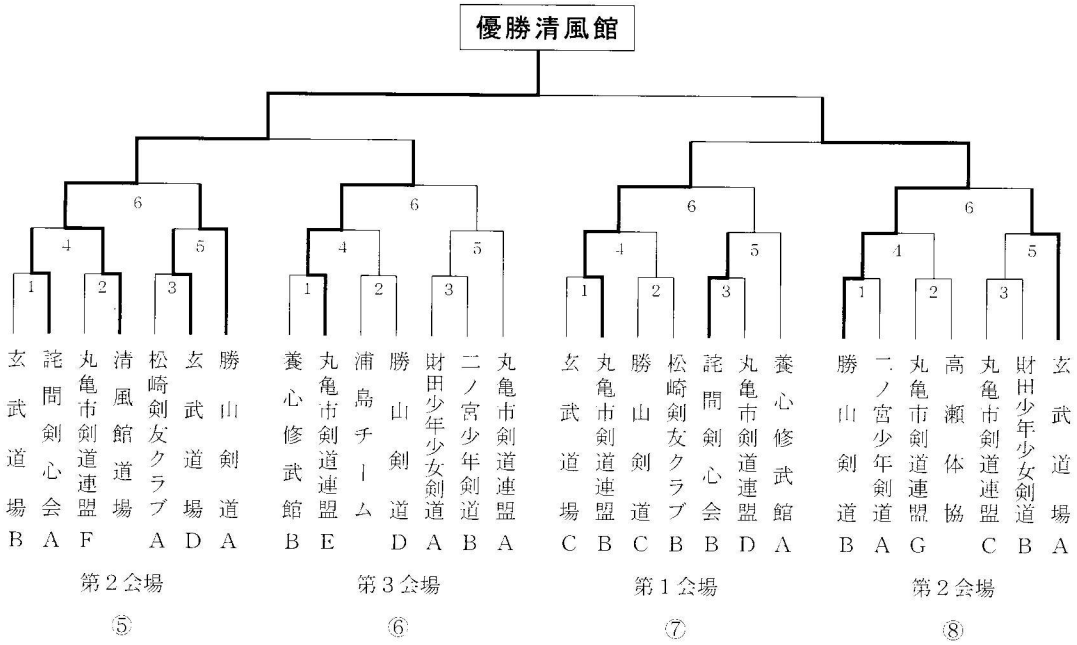 優勝清風館
6 6 6 6
4 5 4 5 4 5 4 5
1 2 3 1 2 3 1 2 3 1 2 3
玄武道場B
詫間剣心会A
丸亀市剣道連盟F
清風館道場
松崎剣友クラブA
玄武道場D
勝山剣道A
養心修武館B
丸亀市剣道連盟E
浦島チーム
勝山剣道D
財田少年少女剣道A
二ノ宮少年剣道B
丸亀市剣道連盟A
玄武道場C
丸亀市剣道連盟B
勝山剣道C
松崎剣友クラブB
詫間剣心会B
丸亀市剣道連盟D
養心修武館A
勝山剣道B
二ノ宮少年剣道A
丸亀市剣道連盟G
高瀬体協
丸亀市剣道連盟C
財田少年少女剣道B
玄武道場A
第2会場 第3会場 第1会場 第2会場
⑤ ⑥ ⑦ ⑧